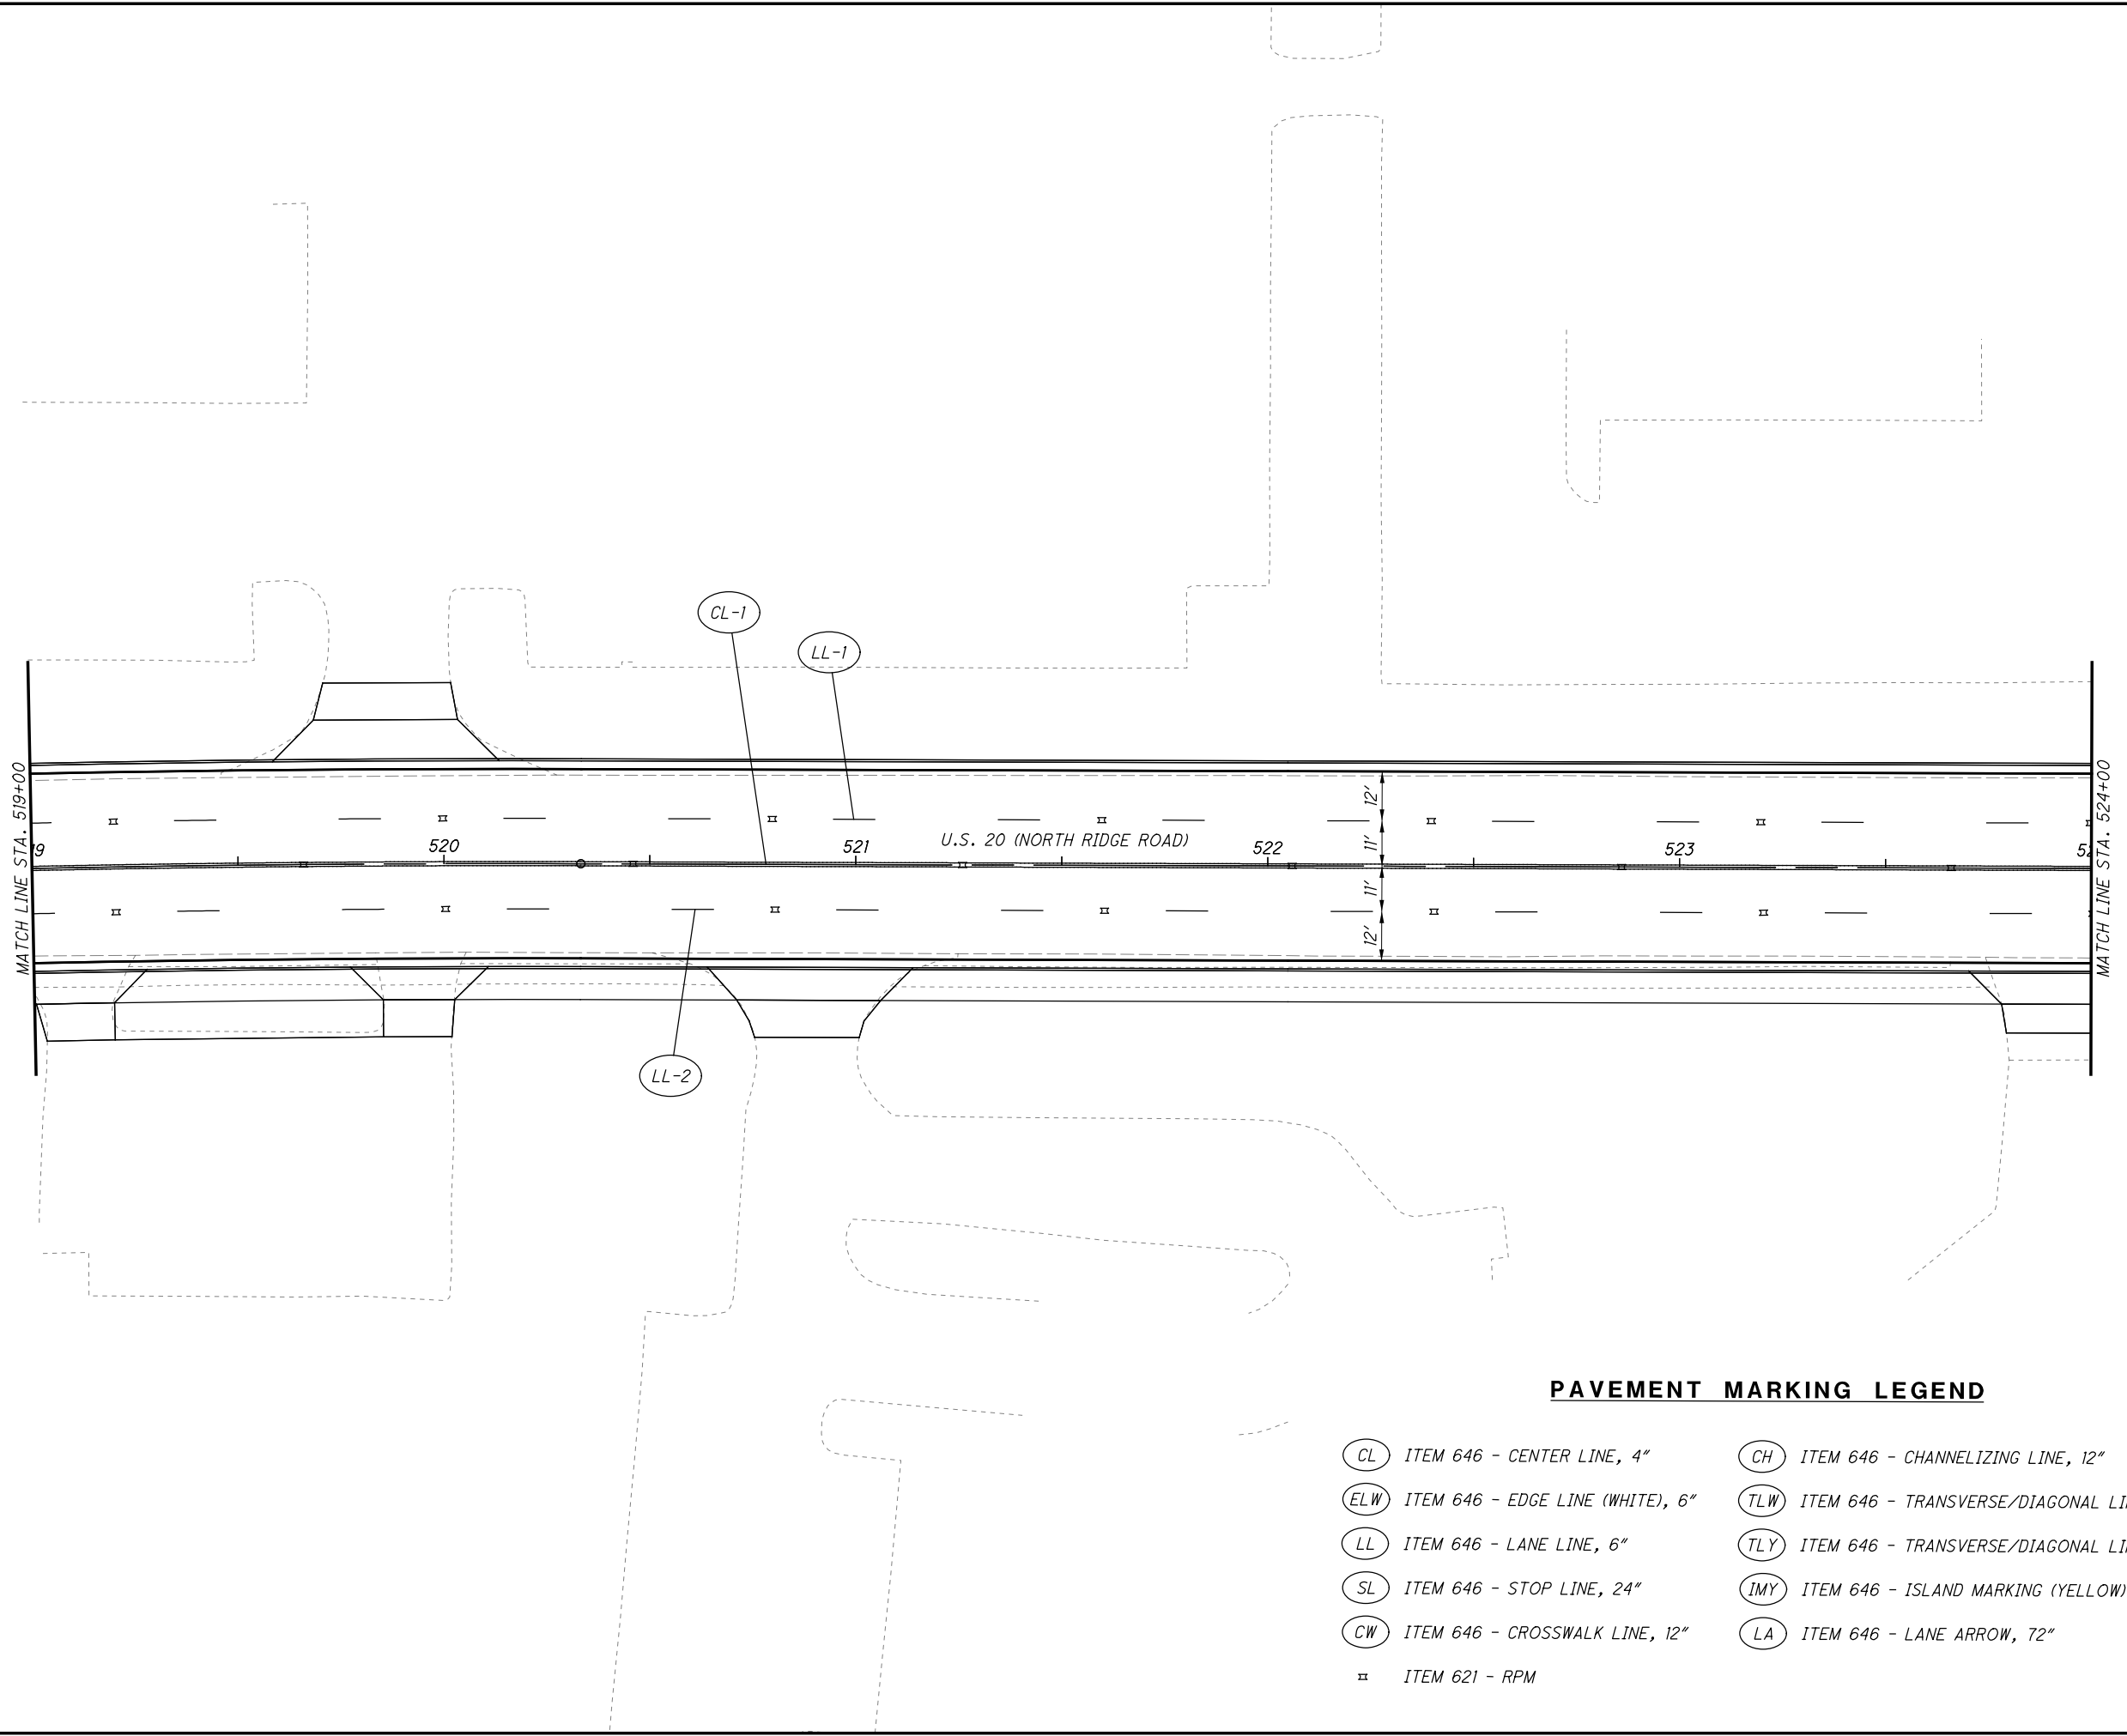 CL-1
LL-1
MATCH LINE STA. 519+00
MATCH LINE STA. 524+00
12'
11'
11'
12'
U.S. 20 (NORTH RIDGE ROAD)
19
520
521
522
523
52
LL-2
PAVEMENT MARKING LEGEND
CL ITEM 646 - CENTER LINE, 4"
CH ITEM 646 - CHANNELIZING LINE, 12"
ELW ITEM 646 - EDGE LINE (WHITE), 6"
TLW ITEM 646 - TRANSVERSE/DIAGONAL
LL ITEM 646 - LANE LINE, 6"
TLY ITEM 646 - TRANSVERSE/DIAGONAL
SL ITEM 646 - STOP LINE, 24"
IMY ITEM 646 - ISLAND MARKING (YELLOW)
CW ITEM 646 - CROSSWALK LINE, 12"
LA ITEM 646 - LANE ARROW, 72"
ITEM 621 - RPM